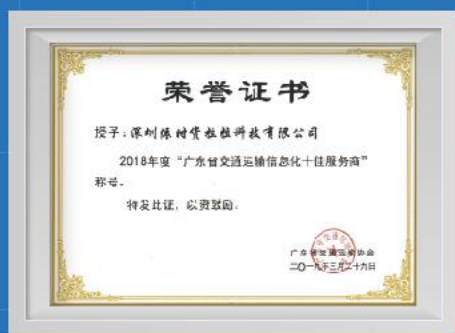 荣誉证书
授予：深圳依时货拉拉科技有限公司
2018年度“广东省交通运输信息化十佳服务商”
称号。
特发此证，以资鼓励。
广东省交通运输协会
二〇一九年三月二十九日